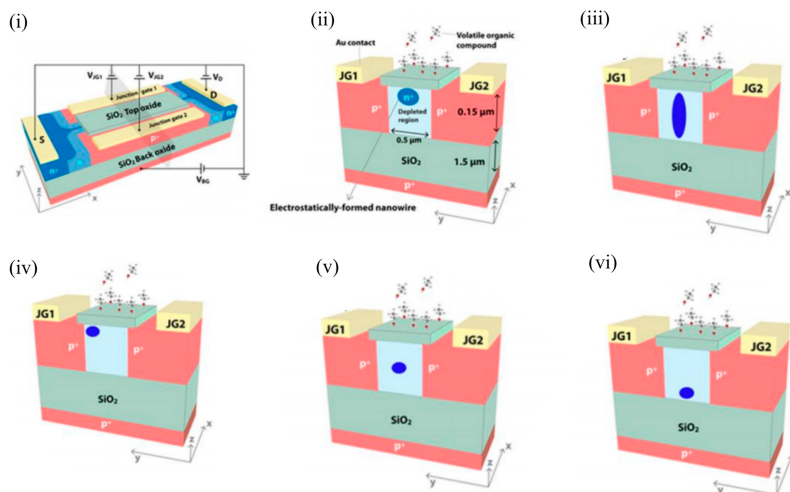 (i)
V_JG1
V_JG2
V_D
Junction gate 1
D
SiO₂ Top oxide
n⁺
Junction gate 2
S
p⁺
SiO₂ Back oxide
V_BG
y
z
x
(ii)
Au contact
Volatile organic
compound
JG1
JG2
n⁺
p⁺
p⁺
Depleted
region
0.15 μm
0.5 μm
SiO₂
1.5 μm
p⁺
Electrostatically-formed nanowire
x
z
y
(iii)
JG1
JG2
p⁺
p⁺
SiO₂
p⁺
x
z
y
(iv)
JG1
JG2
p⁺
p⁺
SiO₂
p⁺
x
z
y
(v)
JG1
JG2
p⁺
p⁺
SiO₂
p⁺
x
z
y
(vi)
JG1
JG2
p⁺
p⁺
SiO₂
p⁺
x
z
y